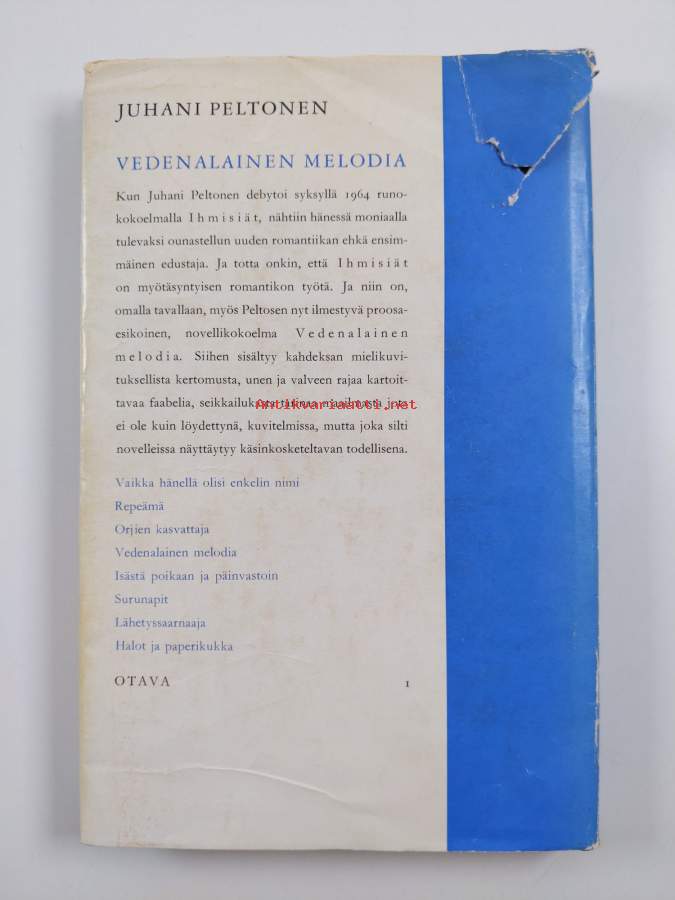 JUHANI PELTONEN
VEDENALAINEN MELODIA
Kun Juhani Peltonen debytoi syksyllä 1964 runo-
kokoelmalla Ihmisiät, nähtiin hänessä moniaalla
tulevaksi ounastellun uuden romantiikan ehkä ensim-
mäinen edustaja. Ja totta onkin, että Ihmisiät
on myötäsyntyisen romantikon työtä. Ja niin on,
omalla tavallaan, myös Peltosen nyt ilmestyvä proosa-
esikoinen, novellikokoelma Vedenalainen
melodia. Siihen sisältyy kahdeksan mielikuvi-
tuksellista kertomusta, unen ja valveen rajaa kartoit-
tavaa faabelia, maailmasta jota
Antikvariaatti.net
ei ole kuin löydettynä, kuvitelmissa, mutta joka silti
novelleissa näyttäytyy käsinkosketeltavan todellisena.
Vaikka hänellä olisi enkelin nimi
Repeämä
Orjien kasvattaja
Vedenalainen melodia
Isästä poikaan ja päinvastoin
Surunapit
Lähetyssaarnaaja
Halot ja paperikukka
OTAVA 1